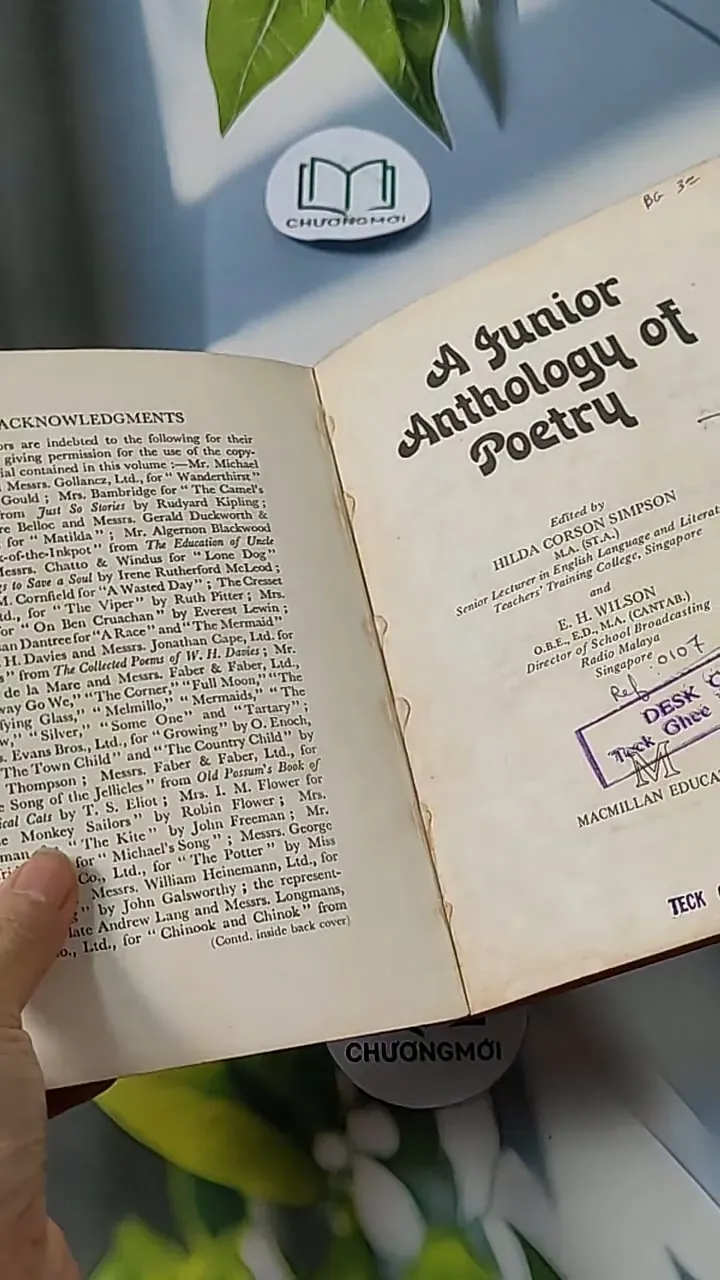 CHƯƠNGMỚI
ACKNOWLEDGMENTS
ors are indebted to the following for their
giving permission for the use of the copy-
ial contained in this volume :—Mr. Michael
Messrs. Gollancz, Ltd., for “ Wanderthirst ”
Gould ; Mrs. Bambridge for “ The Camel's
from Just So Stories by Rudyard Kipling ;
re Belloc and Messrs. Gerald Duckworth &
for “ Matilda ” ; Mr. Algernon Blackwood
-of-the-Inkpot ” from The Education of Uncle
Messrs. Chatto & Windus for “ Lone Dog ”
gs to Save a Soul by Irene Rutherford McLeod ;
M. Cornfield for “ A Wasted Day ” ; The Cresset
td., for “ The Viper ” by Ruth Pitter ; Mrs.
for “ On Ben Cruachan ” by Everest Lewin ;
an Dantree for “ A Race ” and “ The Mermaid ”
H. Davies and Messrs. Jonathan Cape, Ltd. for
s ” from The Collected Poems of W. H. Davies ; Mr.
de la Mare and Messrs. Faber & Faber, Ltd.,
way Go We,” “ The Corner,” “ Full Moon,” “ The
fying Glass,” “ Melmillo,” “ Mermaids,” “ The
w,” “ Silver,” “ Some One ” and “ Tartary ” ;
s. Evans Bros., Ltd., for “ Growing ” by O. Enoch,
“ The Town Child ” and “ The Country Child ” by
Thompson ; Messrs. Faber & Faber, Ltd., for
e Song of the Jellicles ” from Old Possum's Book of
ical Cats by T. S. Eliot ; Mrs. I. M. Flower for
e Monkey Sailors ” by Robin Flower ; Mrs.
man “ The Kite ” by John Freeman ; Mr.
for “ Michael's Song ” ; Messrs. George
Co., Ltd., for “ The Potter ” by Miss
Messrs. William Heinemann, Ltd., for
” by John Galsworthy ; the represent-
late Andrew Lang and Messrs. Longmans,
o., Ltd., for “ Chinook and Chinok ” from
(Contd. inside back cover)
BG 3
A Junior
Anthology of
Poetry
Edited by
HILDA CORSON SIMPSON
M.A. (ST.A.)
Senior Lecturer in English Language and Literat
Teachers' Training College, Singapore
and
E. H. WILSON
O.B.E., E.D., M.A. (CANTAB.)
Director of School Broadcasting
Radio Malaya
Singapore
Ref. 0107
DESK C
Teck Ghee
M
MACMILLAN EDUCA
TECK
CHƯƠNGMỚI